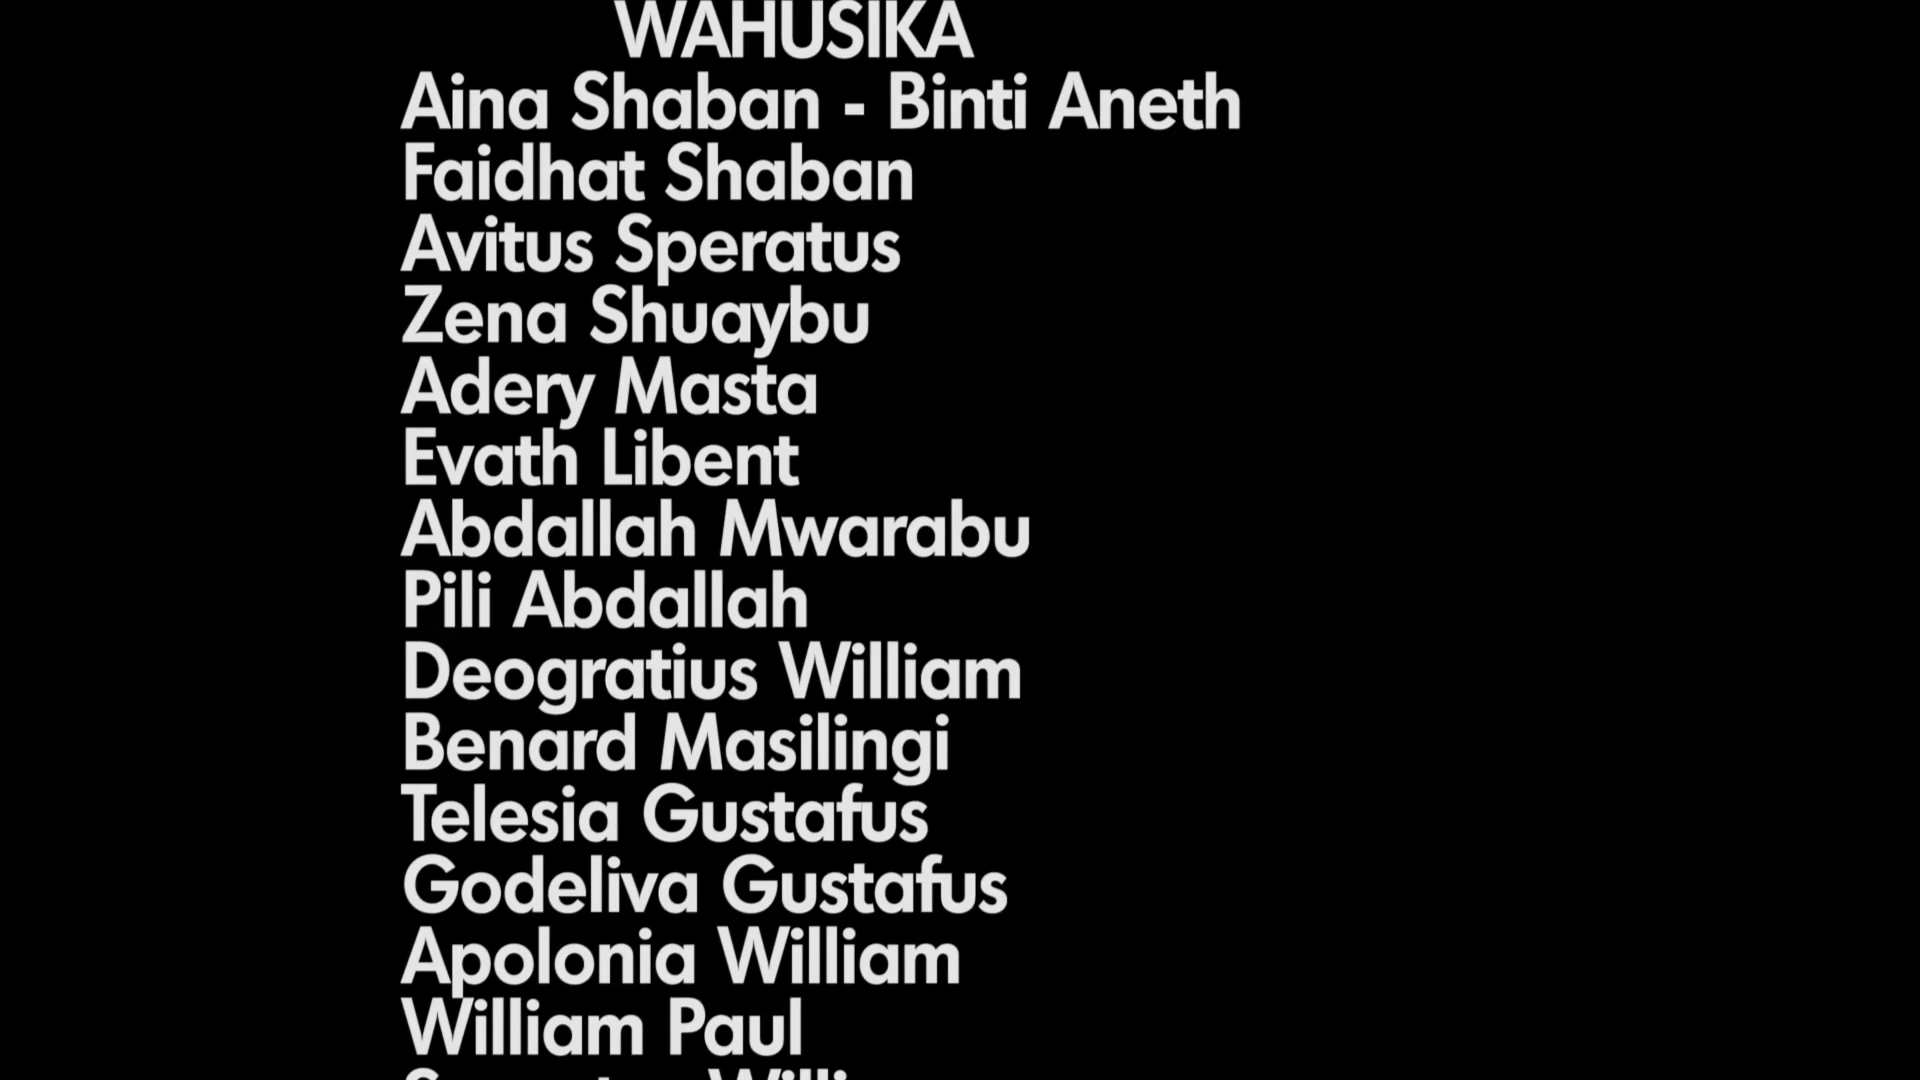 WAHUSIKA
Aina Shaban - Binti Aneth
Faidhat Shaban
Avitus Speratus
Zena Shuaybu
Adery Masta
Evath Libent
Abdallah Mwarabu
Pili Abdallah
Deogratius William
Benard Masilingi
Telesia Gustafus
Godeliva Gustafus
Apolonia William
William Paul